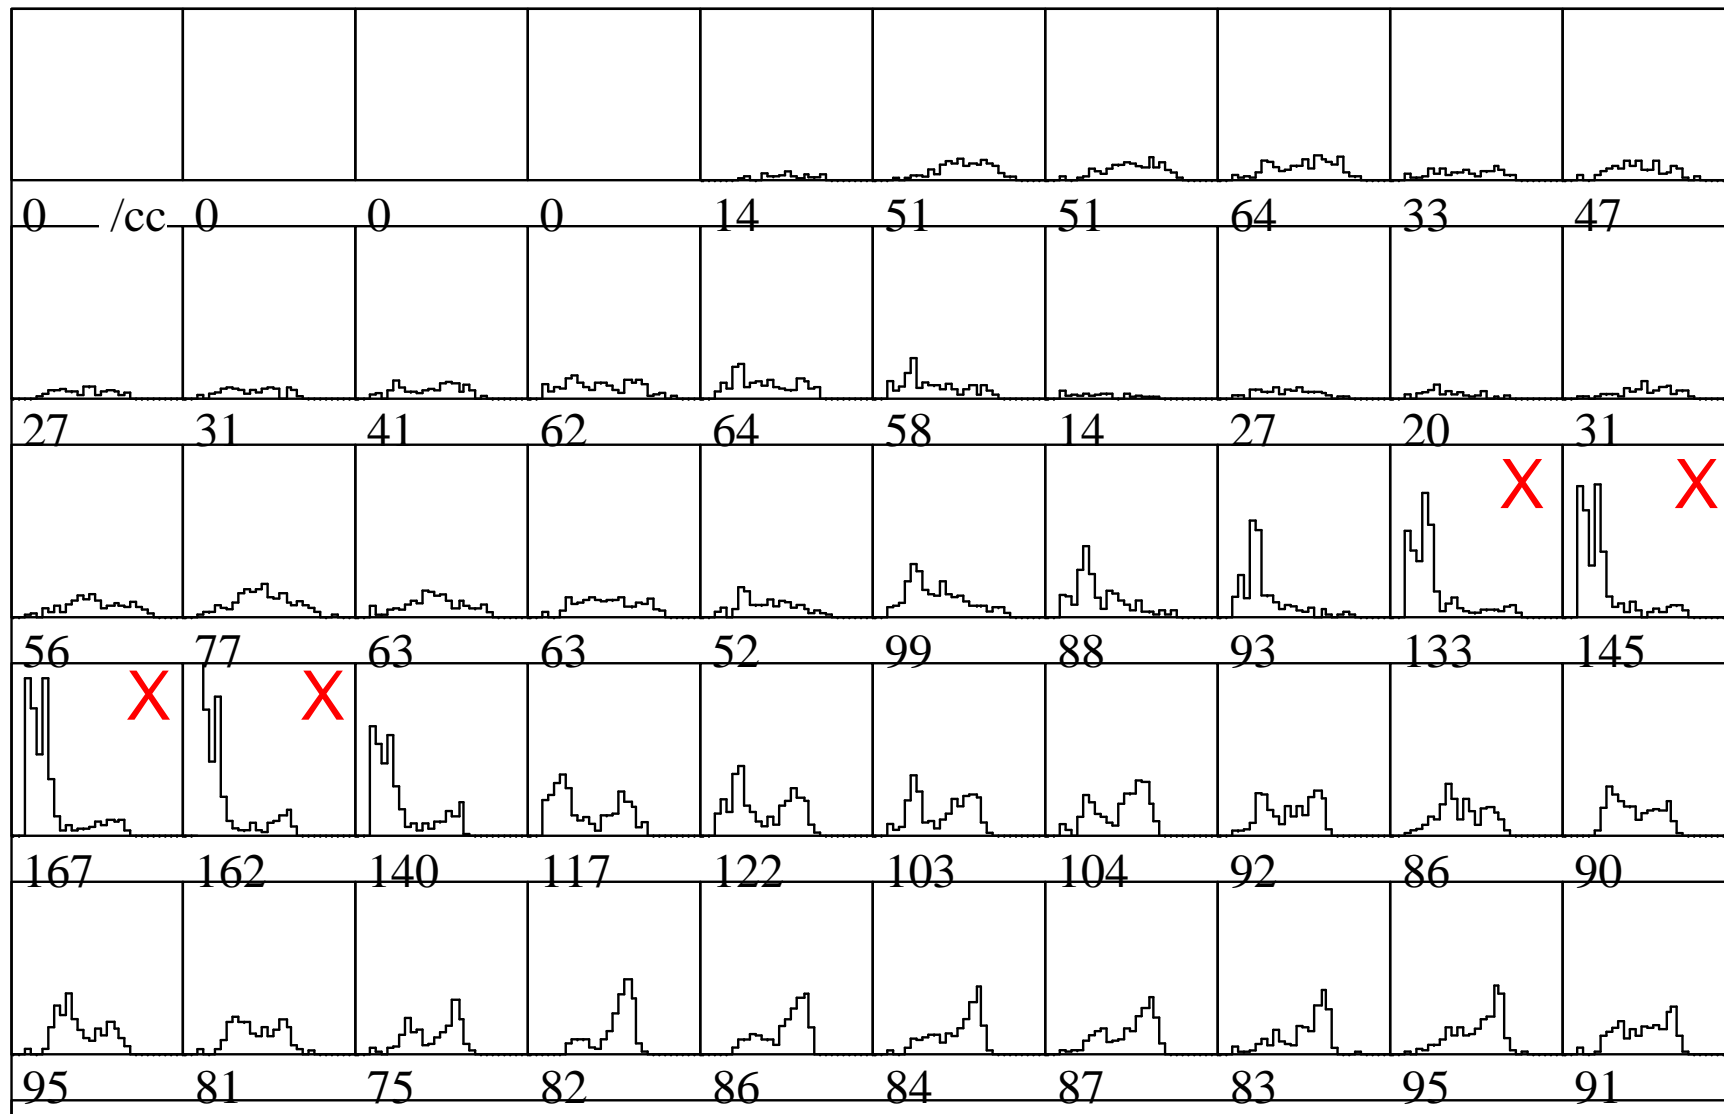 0 /cc 0 0 0 14 51 51 64 33 47
27 31 41 62 64 58 14 27 20 31
X X
56 77 63 63 52 99 88 93 133 145
X X
167 162 140 117 122 103 104 92 86 90
95 81 75 82 86 84 87 83 95 91